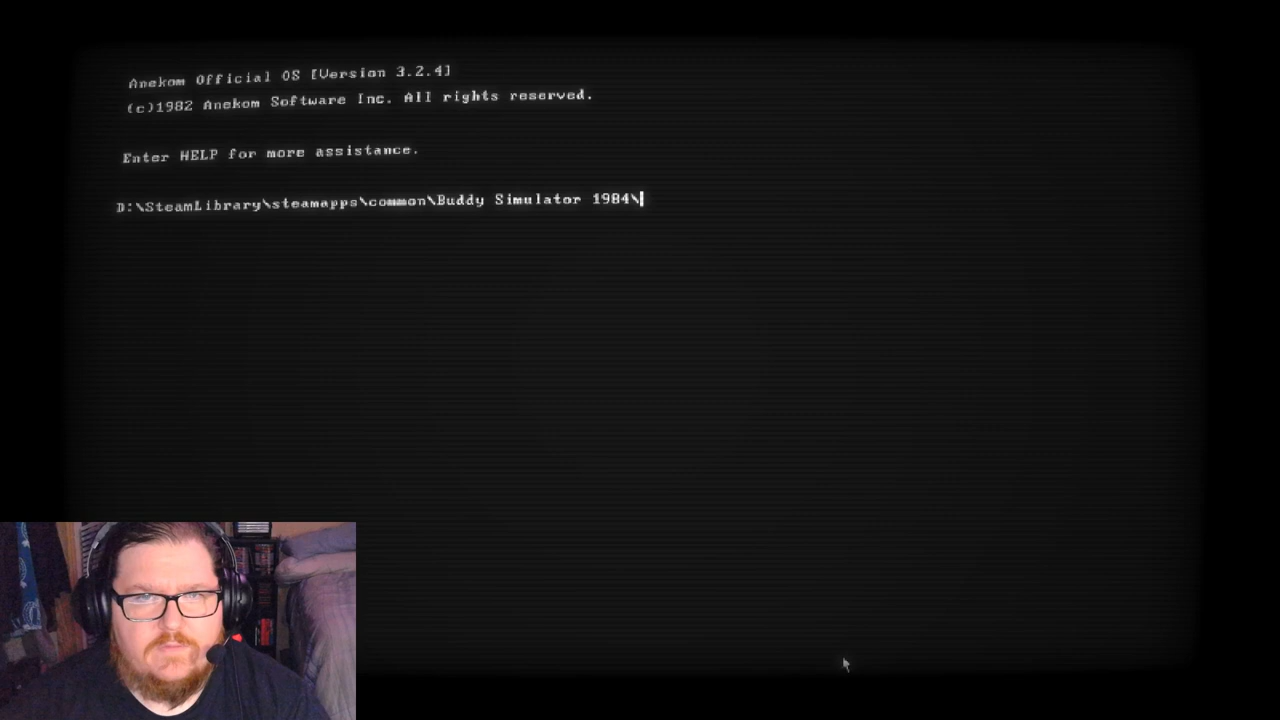 Anekom Official OS [Version 3.2.4]
(c)1982 Anekom Software Inc. All rights reserved.
Enter HELP for more assistance.
D:\SteamLibrary\steamapps\common\Buddy Simulator 1984\